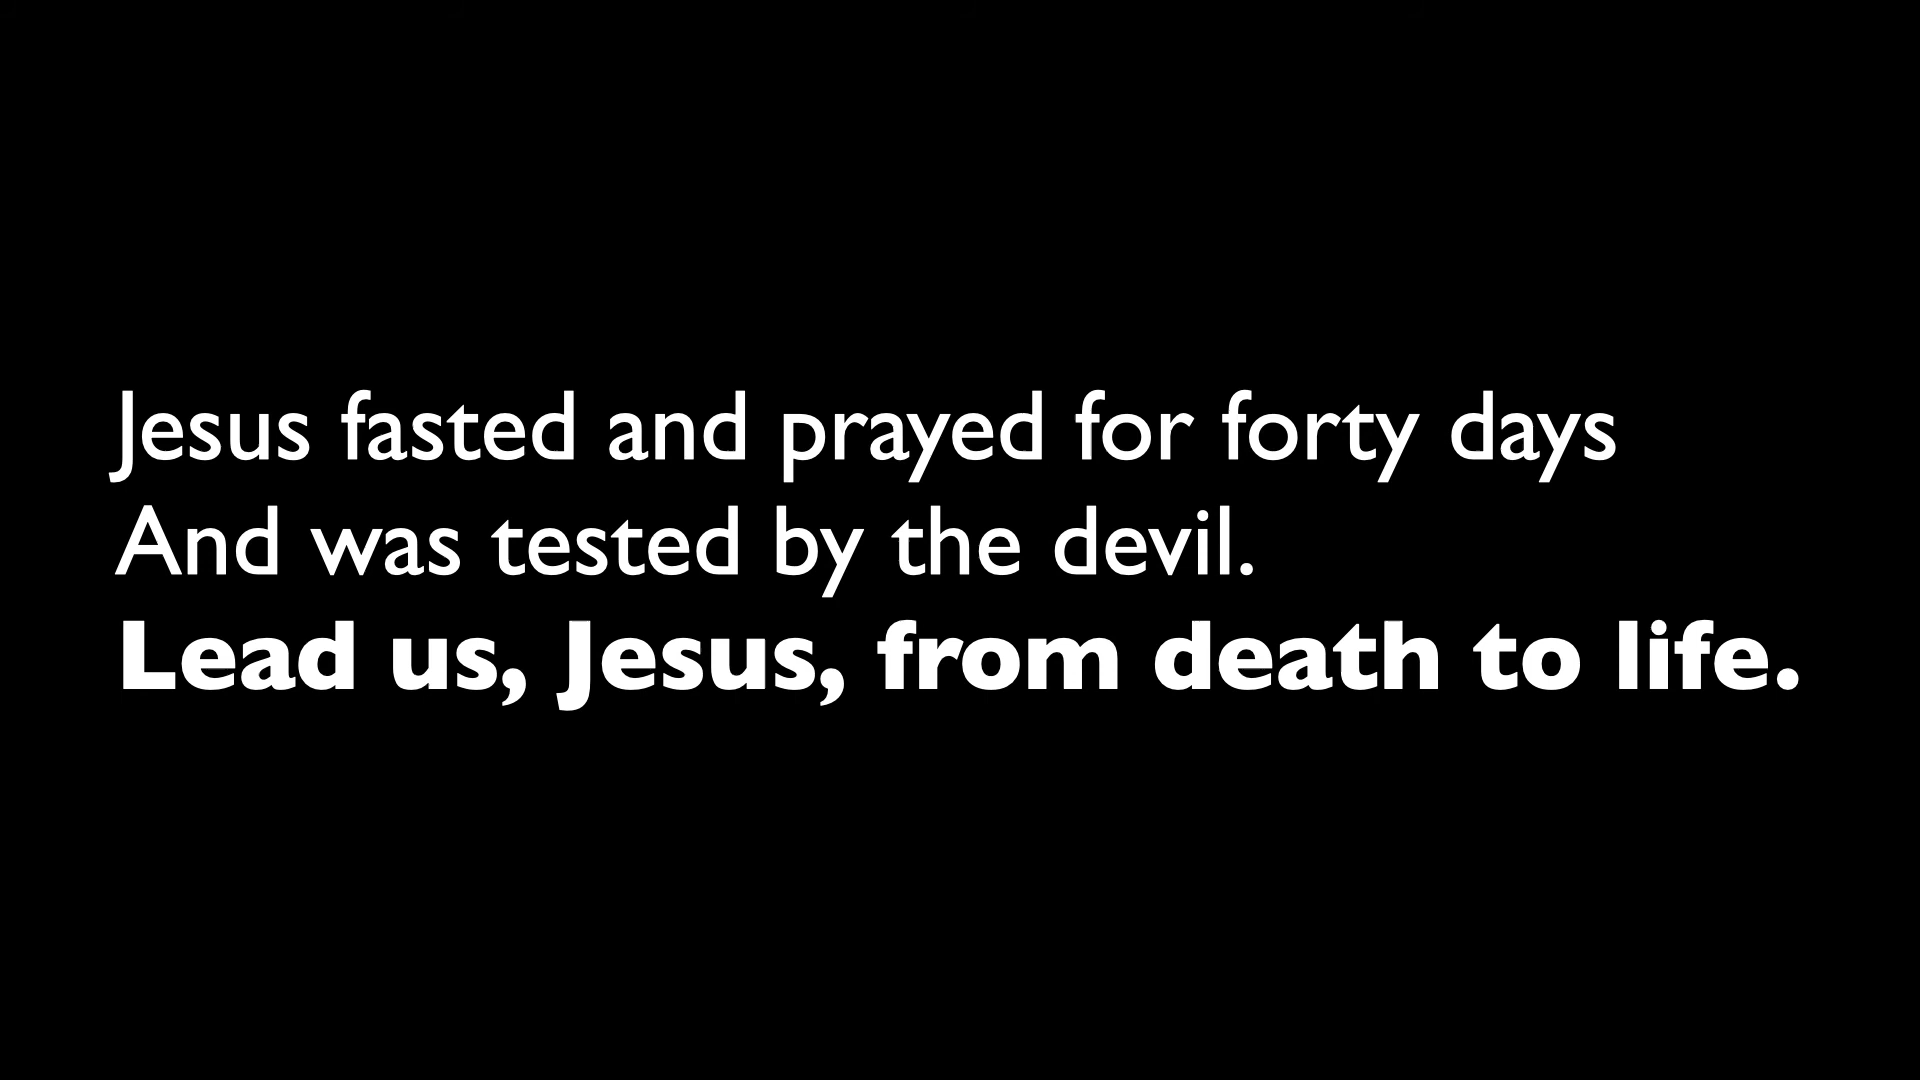 Jesus fasted and prayed for forty days
And was tested by the devil.
Lead us, Jesus, from death to life.